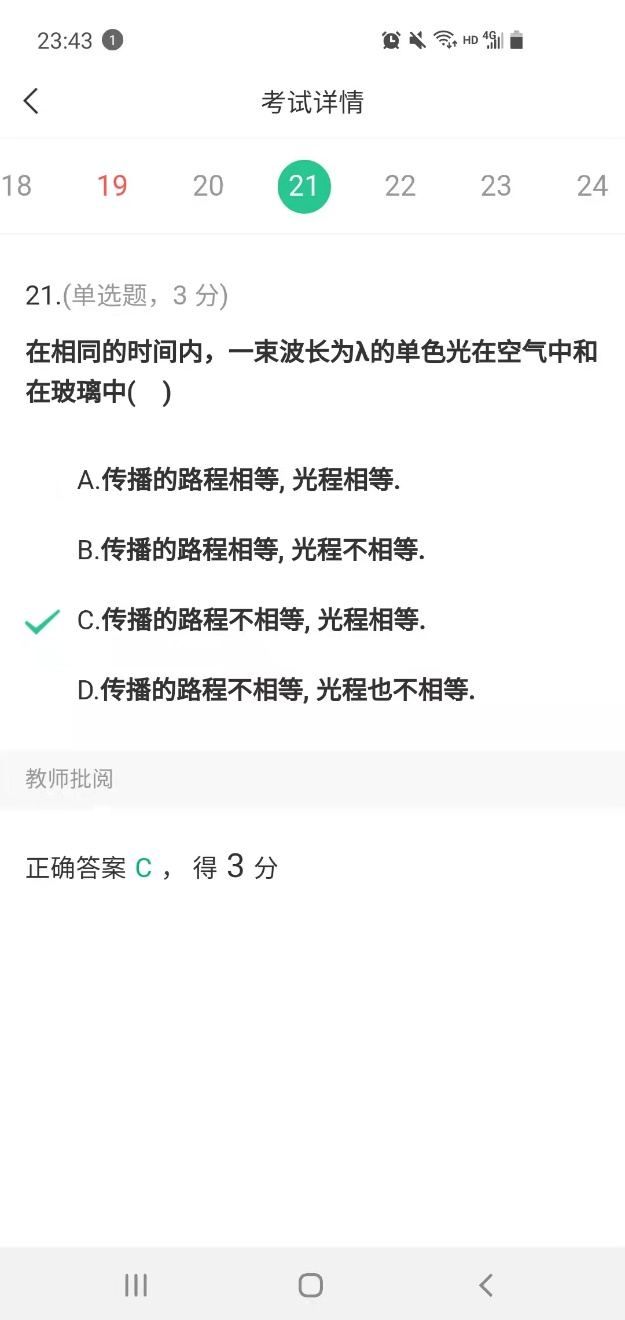 23:43 1 HD 4G
考试详情
18 19 20 21 22 23 24
21.(单选题，3 分)
在相同的时间内，一束波长为λ的单色光在空气中和
在玻璃中( )
A.传播的路程相等, 光程相等.
B.传播的路程相等, 光程不相等.
C.传播的路程不相等, 光程相等.
D.传播的路程不相等, 光程也不相等.
教师批阅
正确答案 C ， 得 3 分